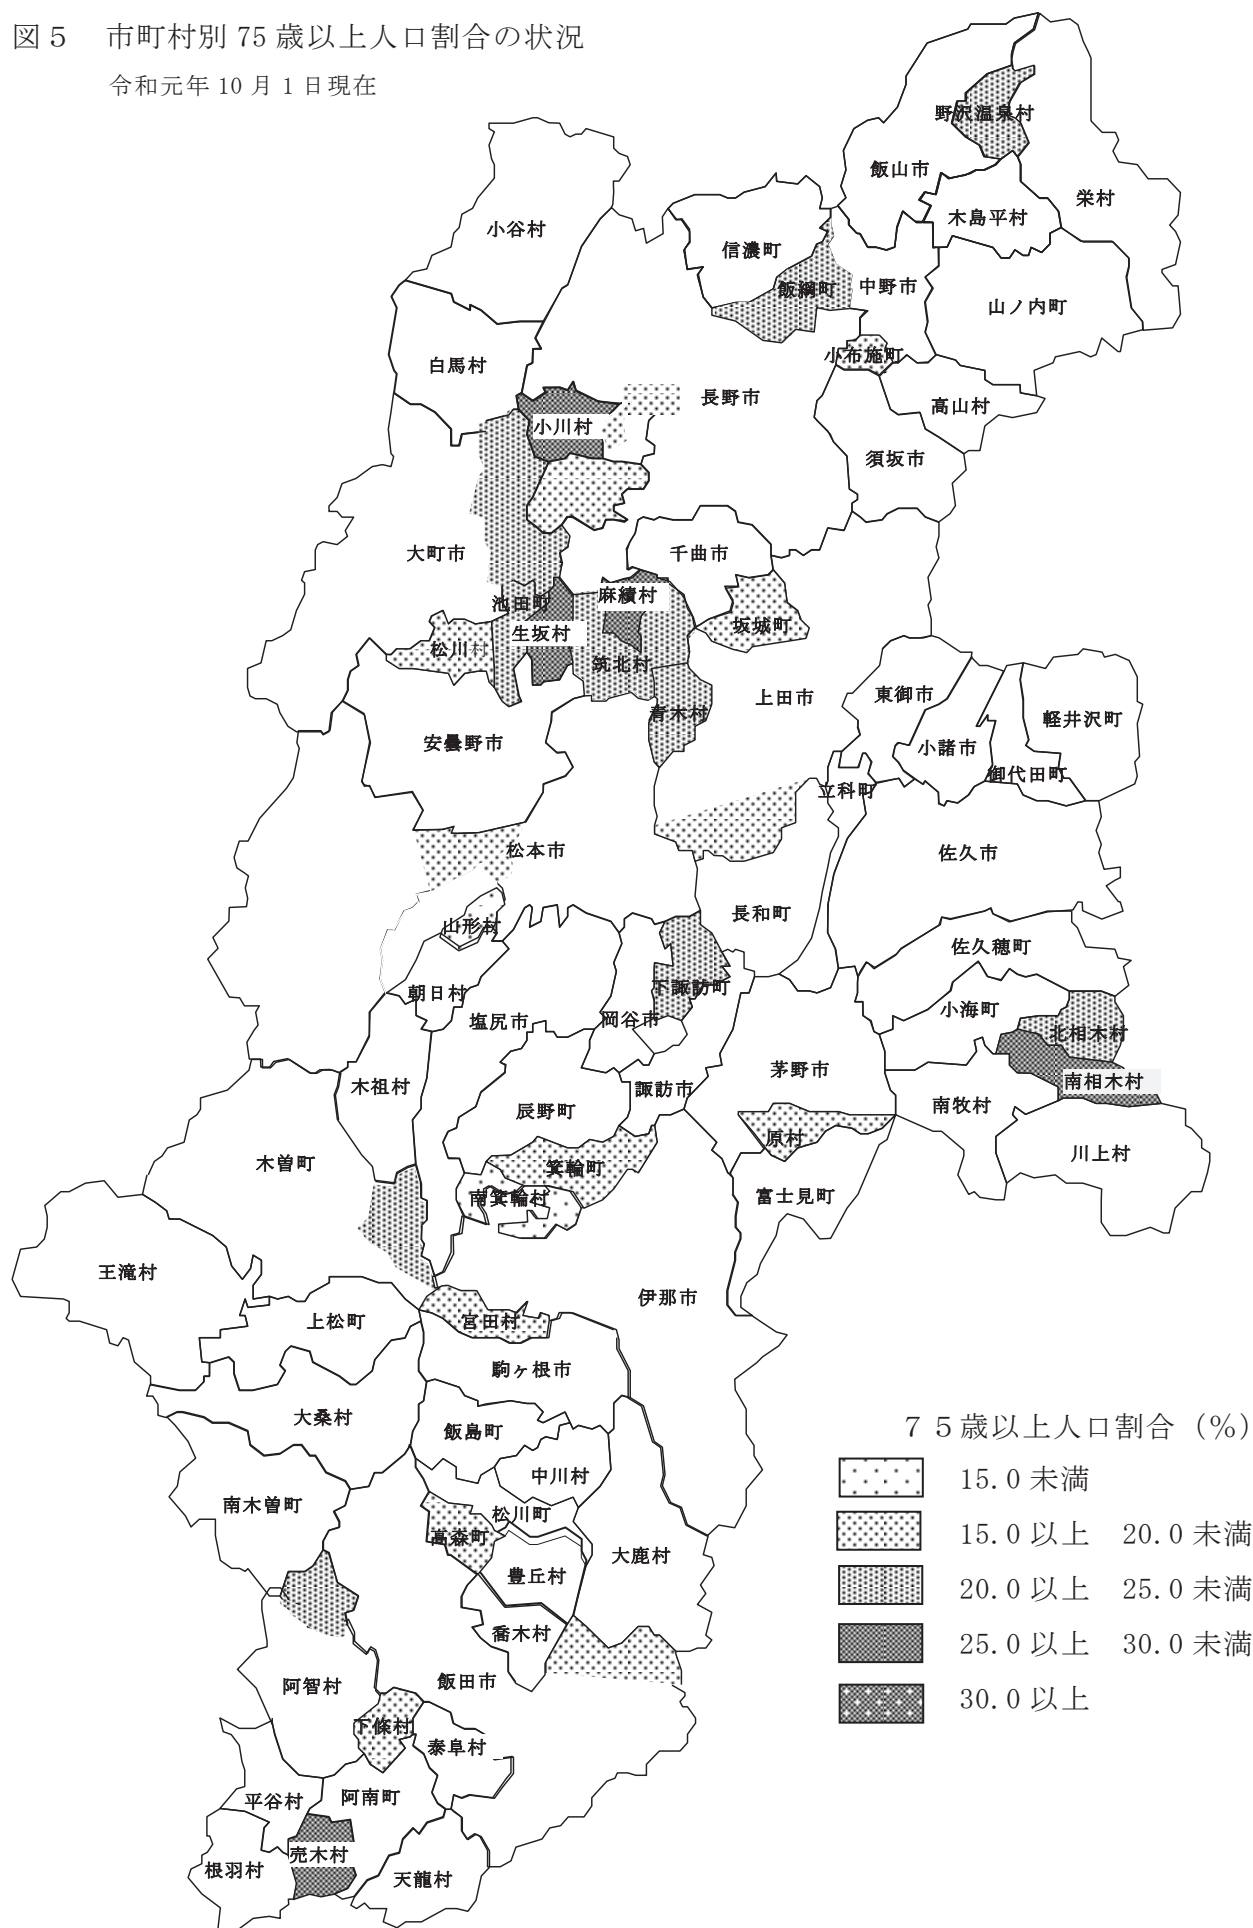 図５　市町村別 75 歳以上人口割合の状況
令和元年 10 月 1 日現在
野沢温泉村
飯山市
栄村
木島平村
小谷村
信濃町
飯綱町
中野市
山ノ内町
小布施町
白馬村
長野市
高山村
小川村
須坂市
大町市
千曲市
池田町
麻績村
生坂村
坂城町
松川村
筑北村
青木村
上田市
東御市
軽井沢町
安曇野市
小諸市
御代田町
立科町
松本市
佐久市
長和町
山形村
佐久穂町
朝日村
下諏訪町
塩尻市
岡谷市
小海町
北相木村
茅野市
南相木村
木祖村
諏訪市
辰野町
南牧村
原村
木曽町
箕輪町
川上村
南箕輪村
富士見町
王滝村
伊那市
上松町
宮田村
駒ヶ根市
大桑村
飯島町
中川村
南木曽町
松川町
高森町
大鹿村
豊丘村
喬木村
阿智村
飯田市
下條村
泰阜村
平谷村
阿南町
売木村
根羽村
天龍村
７５歳以上人口割合（％）
15.0 未満
15.0 以上　20.0 未満
20.0 以上　25.0 未満
25.0 以上　30.0 未満
30.0 以上